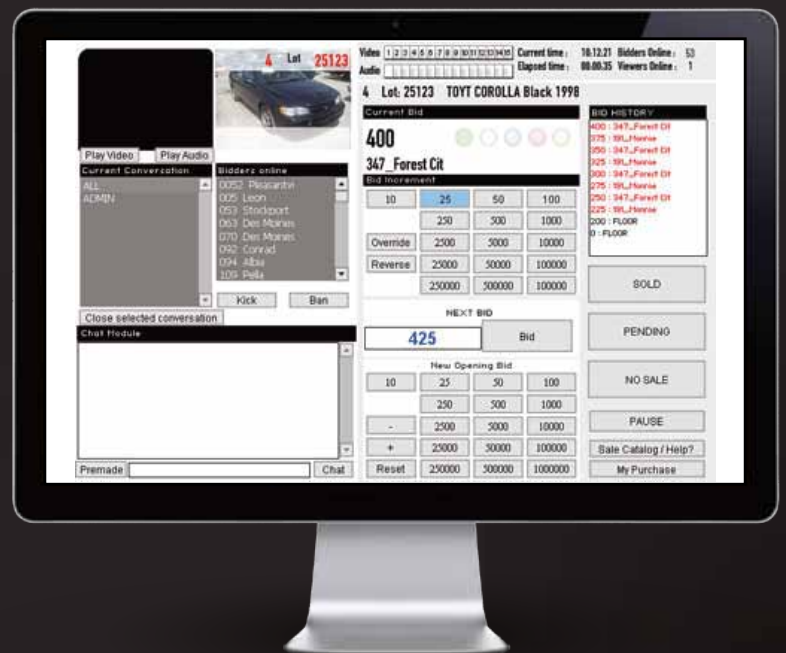 4 Lot 25123
Play Video Play Audio
Current Conversation
ALL
ADMIN
Bidders online
0052 Pleasantvi
005 Leon
053 Stockport
063 Des Moines
070 Des Moines
092 Conrad
094 Albia
109 Pella
Kick Ban
Close selected conversation
Chat Module
Premade Chat
Video 1 2 3 4 5 6 7 8 9 10 11 12 13 14 15 Current time : 10.12.21 Bidders Online : 53
Audio Elapsed time : 00.00.35 Viewers Online : 1
4 Lot: 25123 TOYT COROLLA Black 1998
Current Bid
400
347_Forest Cit
Bid Increment
10 25 50 100
250 500 1000
Override 2500 5000 10000
Reverse 25000 50000 100000
250000 500000 1000000
NEXT BID
425 Bid
New Opening Bid
10 25 50 100
250 500 1000
- 2500 5000 10000
+ 25000 50000 100000
Reset 250000 500000 1000000
BID HISTORY
400 : 347_Forest Cit
375 : 191_Monroe
350 : 347_Forest Cit
325 : 191_Monroe
300 : 347_Forest Cit
275 : 191_Monroe
250 : 347_Forest Cit
225 : 191_Monroe
200 : FLOOR
0 : FLOOR
SOLD
PENDING
NO SALE
PAUSE
Sale Catalog / Help?
My Purchase